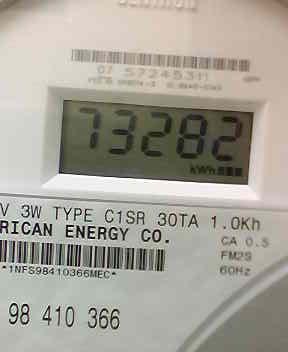 07 57245311
73282
kWh
V 3W TYPE C1SR 30TA 1.0Kh
RICAN ENERGY CO.
CA 0.5
*1NFS98410366MEC*
FM2S
60Hz
98 410 366